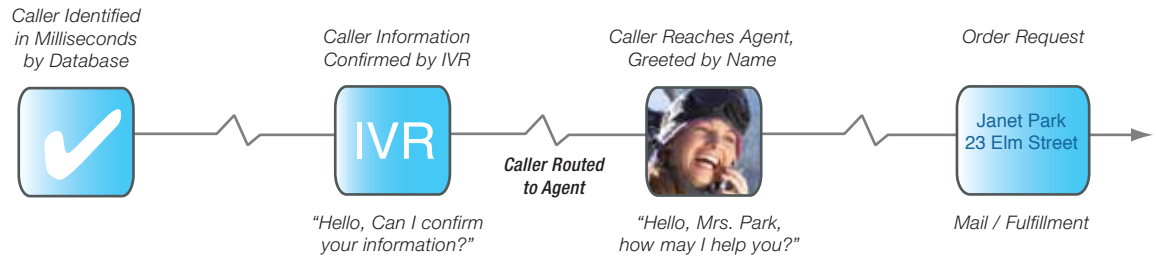 Caller Identified
in Milliseconds
by Database
Caller Information
Confirmed by IVR
Caller Reaches Agent,
Greeted by Name
Order Request
IVR
Janet Park
23 Elm Street
Caller Routed
to Agent
“Hello, Can I confirm
your information?”
“Hello, Mrs. Park,
how may I help you?”
Mail / Fulfillment